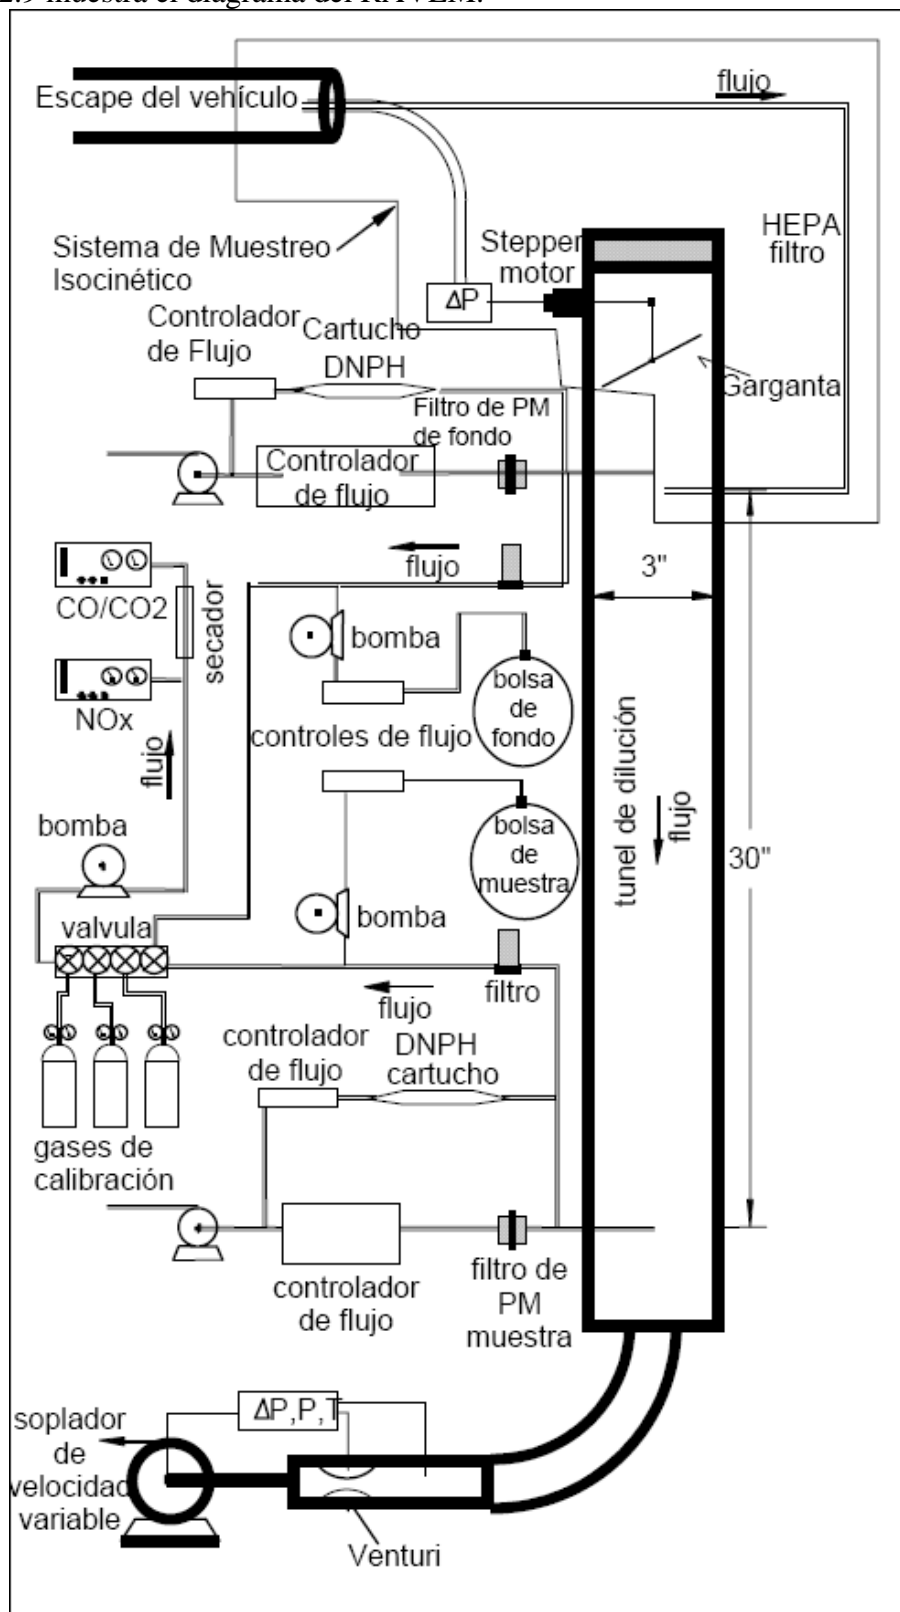 2.9 muestra el diagrama del RAVEM.
Escape del vehículo
flujo
HEPA
filtro
Sistema de Muestreo
Isocinético
Stepper
motor
ΔP
Controlador
de Flujo
Cartucho
DNPH
Garganta
Filtro de PM
de fondo
Controlador
de flujo
flujo
3"
CO/CO2
secador
bomba
NOx
bolsa
de
fondo
controles de flujo
flujo
tunel de dilución
flujo
bomba
bolsa
de
muestra
30"
valvula
bomba
filtro
flujo
controlador
de flujo
DNPH
cartucho
gases de
calibración
filtro de
PM
muestra
controlador
de flujo
ΔP,P,T
soplador
de
velocidad
variable
Venturi